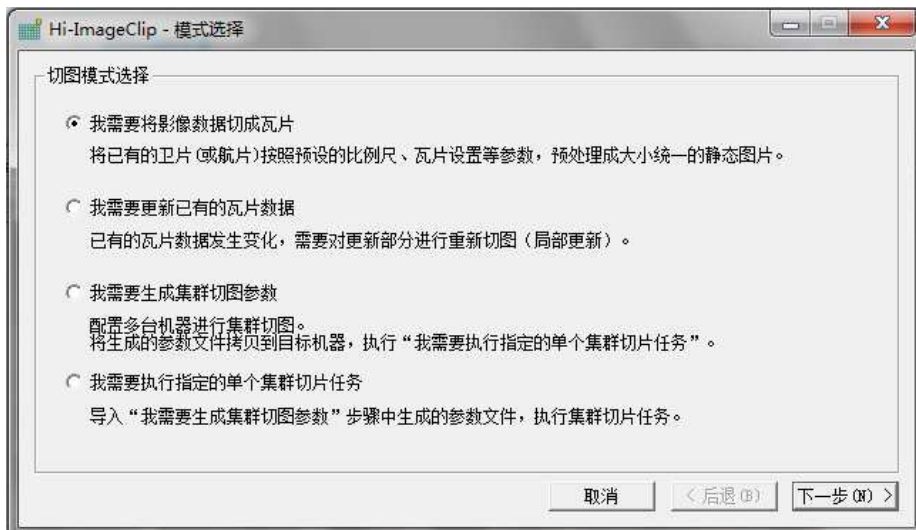 Hi-ImageClip - 模式选择
切图模式选择
我需要将影像数据切成瓦片
将已有的卫片(或航片)按照预设的比例尺、瓦片设置等参数，预处理成大小统一的静态图片。
我需要更新已有的瓦片数据
已有的瓦片数据发生变化，需要对更新部分进行重新切图（局部更新）。
我需要生成集群切图参数
配置多台机器进行集群切图。
将生成的参数文件拷贝到目标机器，执行“我需要执行指定的单个集群切片任务”。
我需要执行指定的单个集群切片任务
导入“我需要生成集群切图参数”步骤中生成的参数文件，执行集群切片任务。
取消
< 后退(B)
下一步(N) >